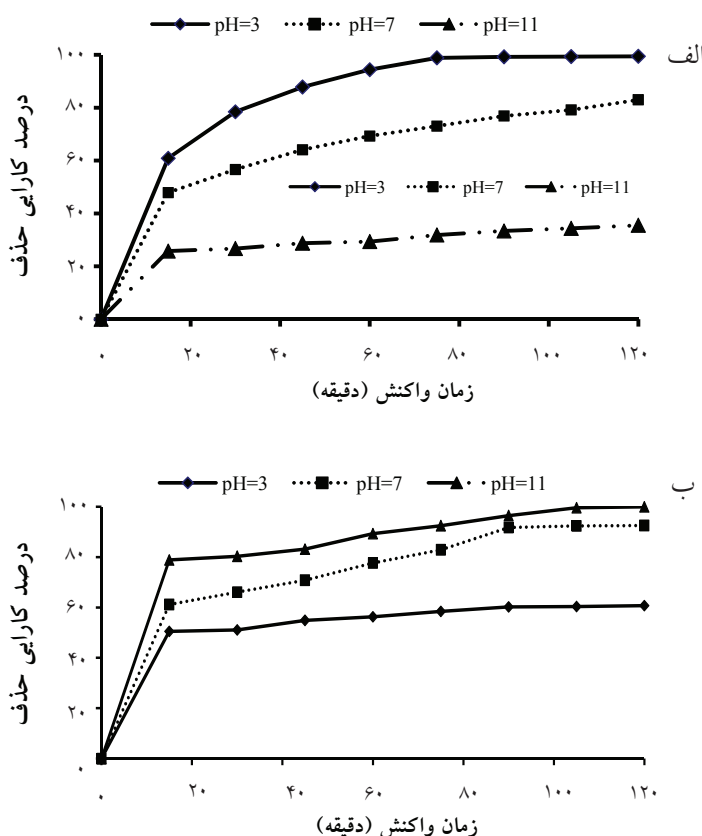 pH=3 pH=7 pH=11
الف
۱۰۰
۸۰
۶۰
۴۰
۲۰
۰
درصد کارایی حذف
pH=3 pH=7 pH=11
۰ ۲۰ ۴۰ ۶۰ ۸۰ ۱۰۰ ۱۲۰
زمان واکنش (دقیقه)
pH=3 pH=7 pH=11
ب
۱۰۰
۸۰
۶۰
۴۰
۲۰
۰
درصد کارایی حذف
۰ ۲۰ ۴۰ ۶۰ ۸۰ ۱۰۰ ۱۲۰
زمان واکنش (دقیقه)